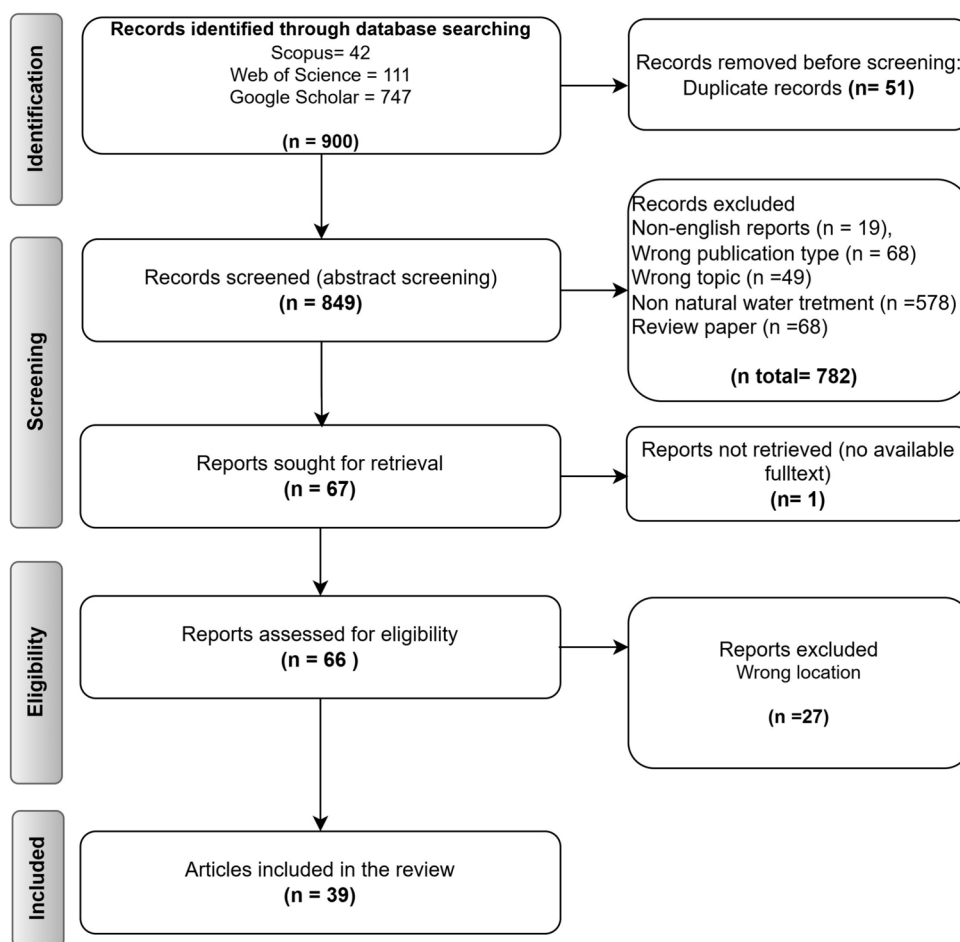 Identification
Records identified through database searching
Scopus= 42
Web of Science = 111
Google Scholar = 747
(n = 900)
Records removed before screening:
Duplicate records (n= 51)
Screening
Records screened (abstract screening)
(n = 849)
Records excluded
Non-english reports (n = 19),
Wrong publication type (n = 68)
Wrong topic (n =49)
Non natural water tretment (n =578)
Review paper (n =68)
(n total= 782)
Reports sought for retrieval
(n = 67)
Reports not retrieved (no available
fulltext)
(n= 1)
Eligibility
Reports assessed for eligibility
(n = 66 )
Reports excluded
Wrong location
(n =27)
Included
Articles included in the review
(n = 39)